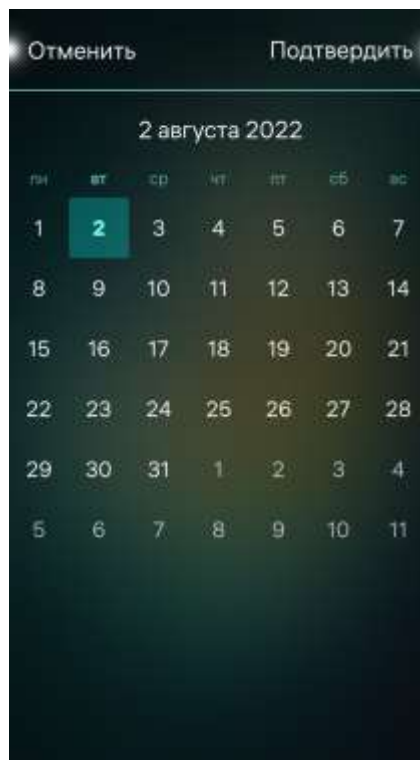 Отменить Подтвердить
2 августа 2022
пн вт ср чт пт сб вс
1 2 3 4 5 6 7
8 9 10 11 12 13 14
15 16 17 18 19 20 21
22 23 24 25 26 27 28
29 30 31 1 2 3 4
5 6 7 8 9 10 11